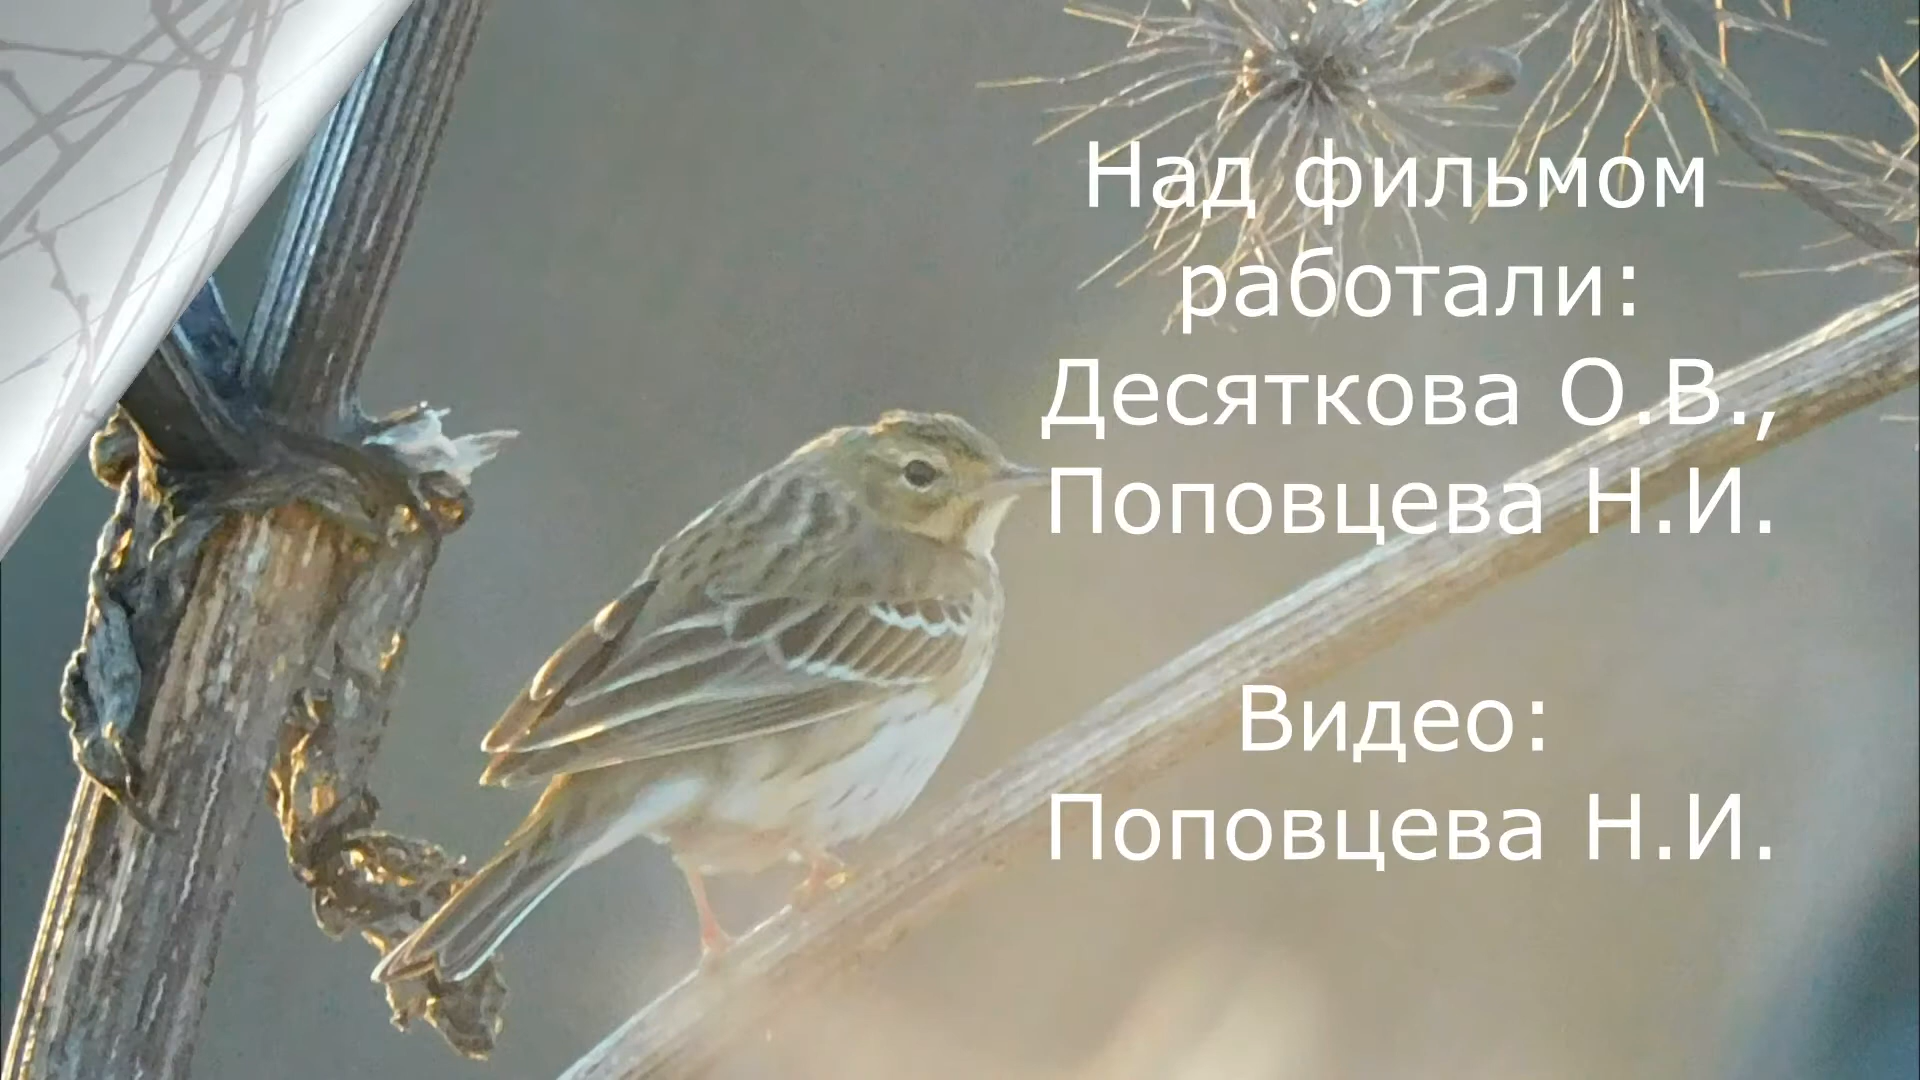 Над фильмом
работали:
Десяткова О.В.,
Поповцева Н.И.
Видео:
Поповцева Н.И.